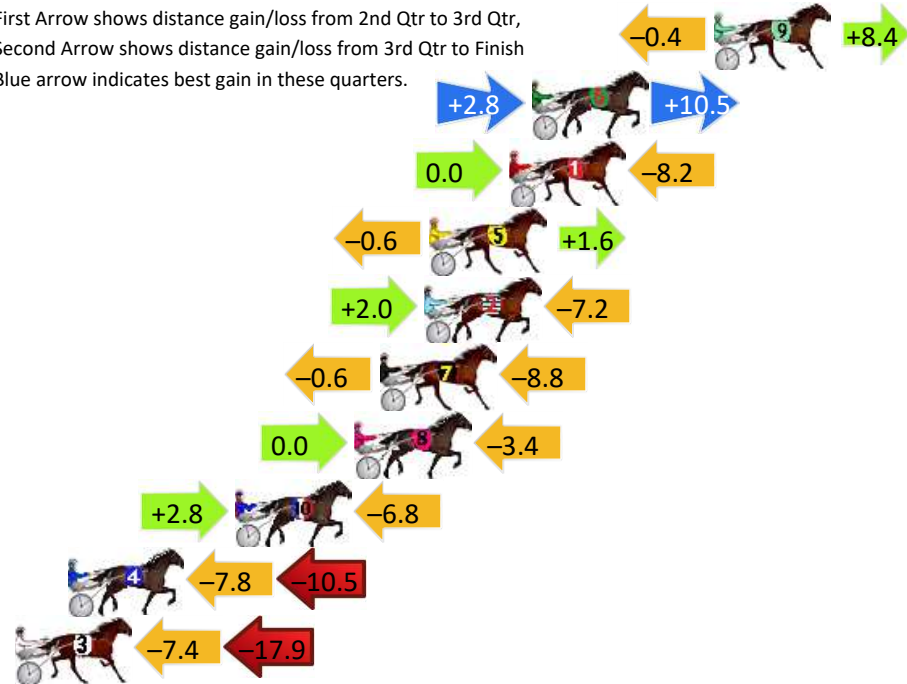 First Arrow shows distance gain/loss from 2nd Qtr to 3rd Qtr,
Second Arrow shows distance gain/loss from 3rd Qtr to Finish
Blue arrow indicates best gain in these quarters.
–0.4 9 +8.4
+2.8 6 +10.5
0.0 1 –8.2
–0.6 5 +1.6
+2.0 2 –7.2
–0.6 7 –8.8
0.0 8 –3.4
+2.8 10 –6.8
4 –7.8 –10.5
3 –7.4 –17.9